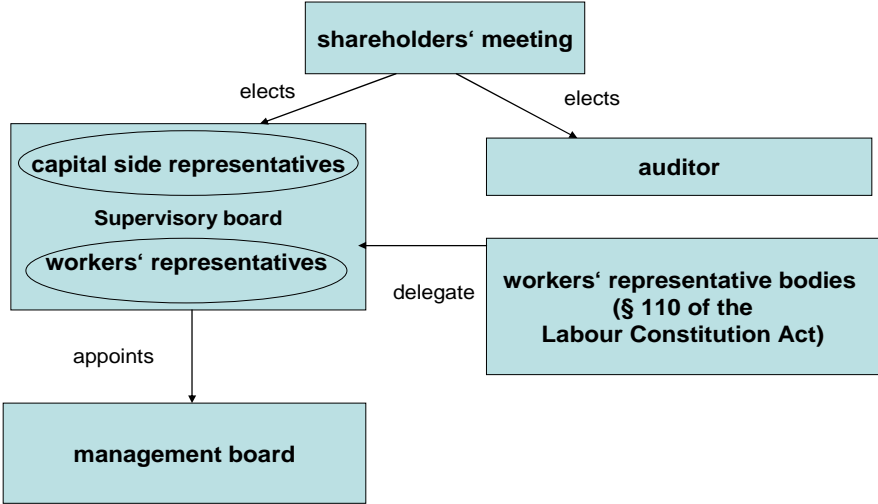 shareholders‘ meeting
elects
elects
capital side representatives
Supervisory board
workers‘ representatives
auditor
delegate
workers‘ representative bodies
(§ 110 of the
Labour Constitution Act)
appoints
management board